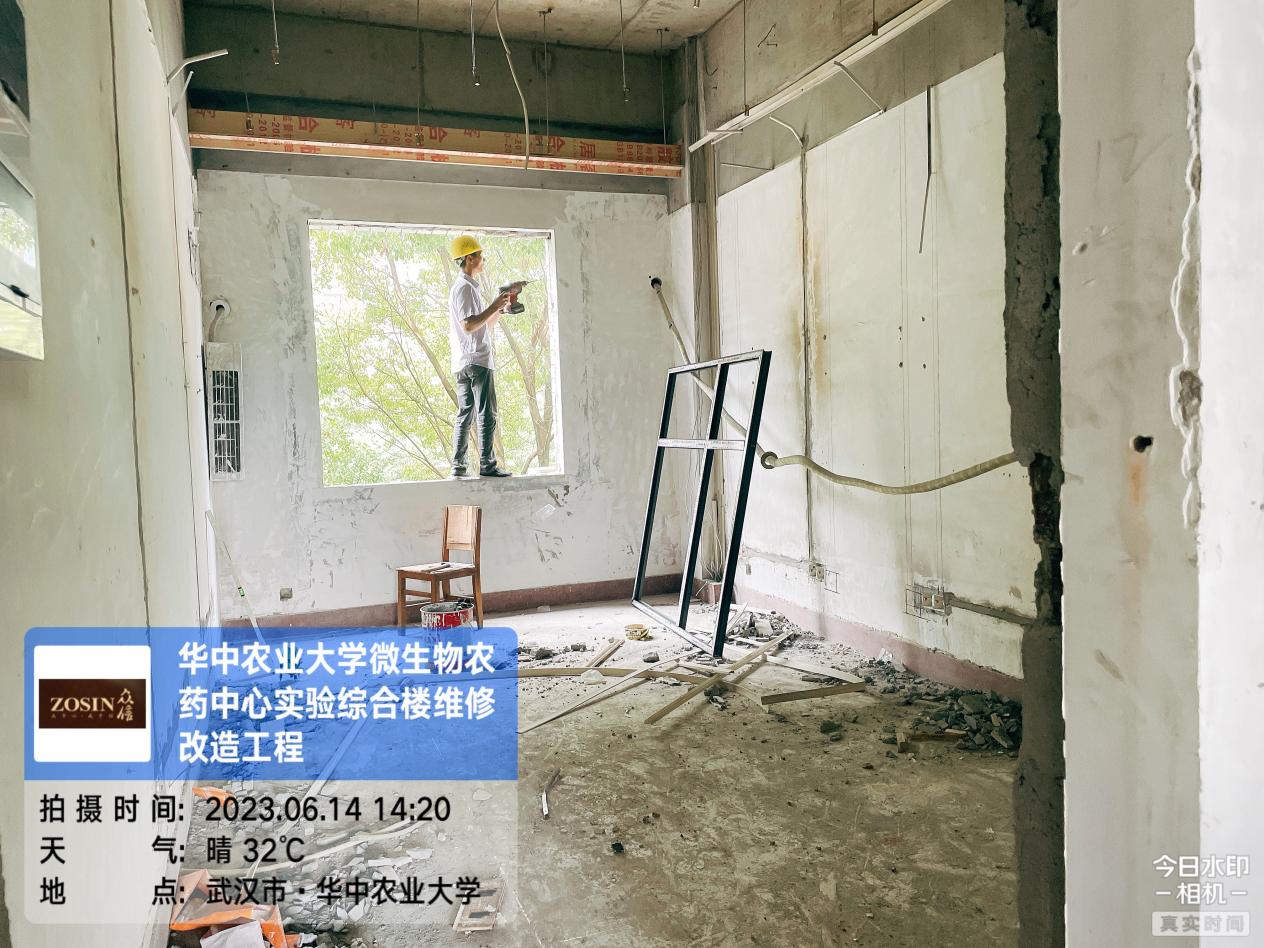 ZOSIN
众信
华中农业大学微生物农
药中心实验综合楼维修
改造工程
拍摄时间: 2023.06.14 14:20
天气: 晴 32℃
地点: 武汉市·华中农业大学
今日水印
-相机-
真实时间